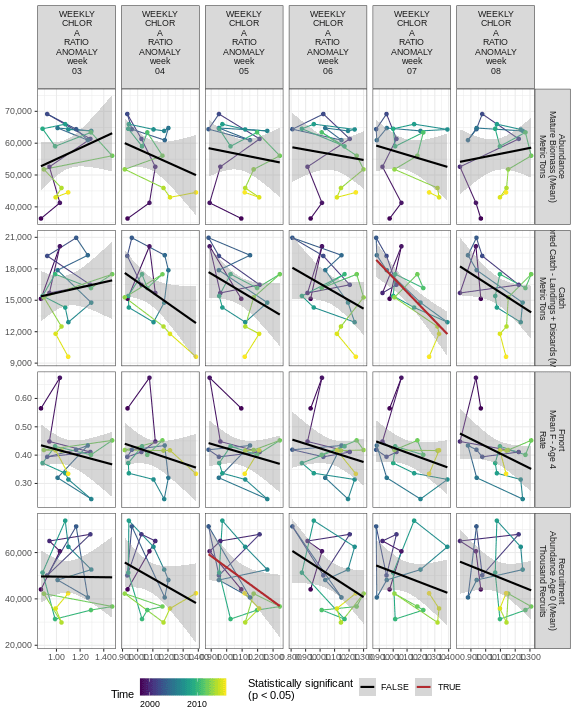 WEEKLY
CHLOR
A
RATIO
ANOMALY
week
03
WEEKLY
CHLOR
A
RATIO
ANOMALY
week
04
WEEKLY
CHLOR
A
RATIO
ANOMALY
week
05
WEEKLY
CHLOR
A
RATIO
ANOMALY
week
06
WEEKLY
CHLOR
A
RATIO
ANOMALY
week
07
WEEKLY
CHLOR
A
RATIO
ANOMALY
week
08
70,000
60,000
50,000
40,000
Abundance
Mature Biomass (Mean)
Metric Tons
21,000
18,000
15,000
12,000
9,000
Catch
Catch - Landings + Discards
Metric Tons
0.60
0.50
0.40
0.30
Fmort
Mean F - Age 4
Rate
60,000
40,000
20,000
Recruitment
Abundance Age 0 (Mean)
Thousand Recruits
1.00 1.20 1.40
Time
2000 2010
Statistically significant
(p < 0.05)
FALSE
TRUE